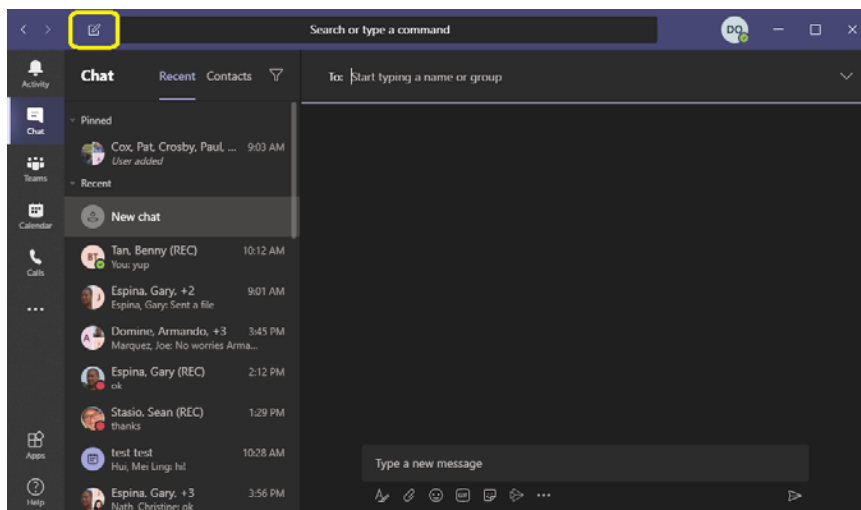 Search or type a command
DO
Activity
Chat
Teams
Calendar
Calls
Apps
Help
Chat Recent Contacts
Pinned
Cox, Pat, Crosby, Paul, ... 9:03 AM
User added
Recent
New chat
BT Tan, Benny (REC) 10:12 AM
You: yup
J Espina, Gary, +2 9:01 AM
Espina, Gary: Sent a file
A Domine, Armando, +3 3:45 PM
Marquez, Joe: No worries Arma...
Espina, Gary (REC) 2:12 PM
ok
Stasio, Sean (REC) 1:29 PM
thanks
test test 10:28 AM
Hui, Mei Ling: hi!
Espina, Gary, +3 3:56 PM
Nath, Christine: ok
To: Start typing a name or group
Type a new message
GIF